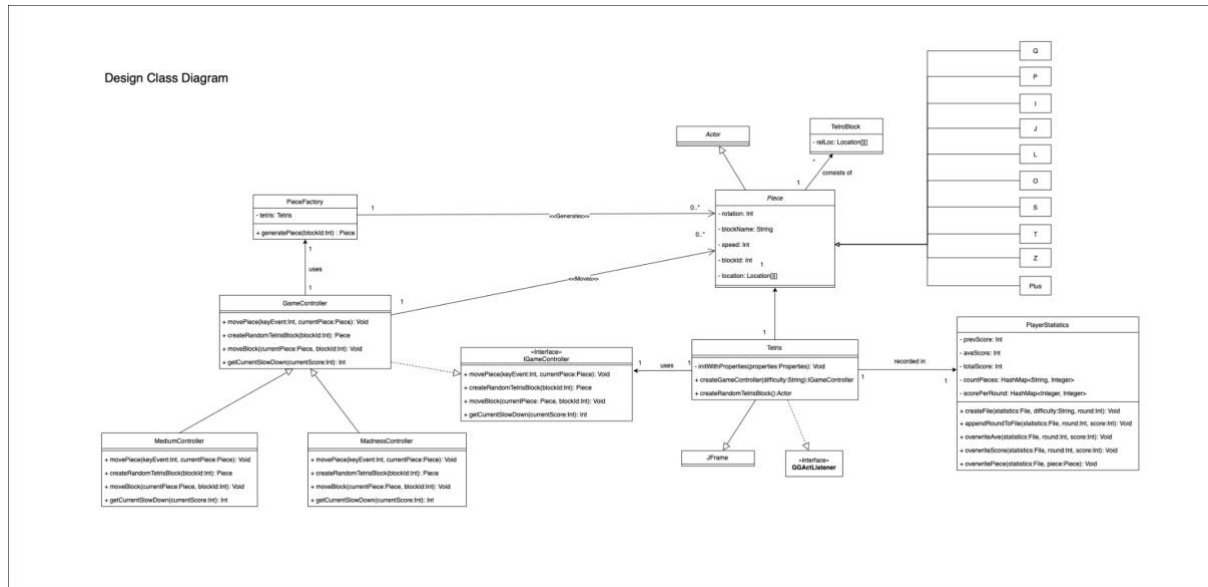 Design Class Diagram
Q
P
I
J
L
O
S
T
Z
Plus
Actor
TetroBlock
- relLoc: Location[][]
*
consists of
1
Piece
- rotation: Int
- blockName: String
- speed: Int
- blockId: Int
- location: Location[][]
1
1
PieceFactory
- tetris: Tetris
+ generatePiece(blockId:Int) : Piece
1
<<Generates>>
0..*
0..*
<<Moves>>
1
1
uses
1
GameController
+ movePiece(keyEvent:Int, currentPiece:Piece): Void
+ createRandomTetrisBlock(blockId:Int): Piece
+ moveBlock(currentPiece:Piece, blockId:Int): Void
+ getCurrentSlowDown(currentScore:Int): Int
«Interface»
IGameController
+ movePiece(keyEvent:Int, currentPiece:Piece): Void
+ createRandomTetrisBlock(blockId:Int): Piece
+ moveBlock(currentPiece: Piece, blockId:Int): Void
+ getCurrentSlowDown(currentScore:Int): Int
1
uses
1
Tetris
- initWithProperties(properties:Properties): Void
+ createGameController(difficulty:String):IGameController
+ createRandomTetrisBlock():Actor
1
recorded in
1
PlayerStatistics
- prevScore: Int
- aveScore: Int
- totalScore: Int
- countPieces: HashMap<String, Integer>
- scorePerRound: HashMap<Integer, Integer>
+ createFile(statistics:File, difficulty:String, round:Int): Void
+ appendRoundToFile(statistics:File, round:Int, score:Int): Void
+ overwriteAve(statistics:File, round:Int, score:Int): Void
+ overwriteScore(statistics:File, round:Int, score:Int): Void
+ overwritePiece(statistics:File, piece:Piece): Void
MediumController
+ movePiece(keyEvent:Int, currentPiece:Piece): Void
+ createRandomTetrisBlock(blockId:Int): Piece
+ moveBlock(currentPiece:Piece, blockId:Int): Void
+ getCurrentSlowDown(currentScore:Int): Int
MadnessController
+ movePiece(keyEvent:Int, currentPiece:Piece): Void
+ createRandomTetrisBlock(blockId:Int): Piece
+ moveBlock(currentPiece:Piece, blockId:Int): Void
+ getCurrentSlowDown(currentScore:Int): Int
JFrame
«interface»
GGActListener